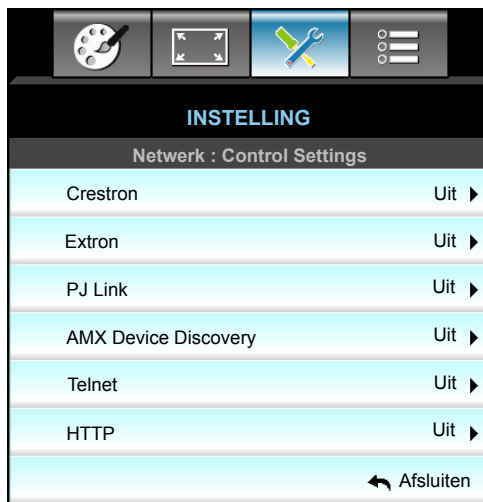 INSTELLING
Netwerk : Control Settings
Crestron Uit
Extron Uit
PJ Link Uit
AMX Device Discovery Uit
Telnet Uit
HTTP Uit
Afsluiten